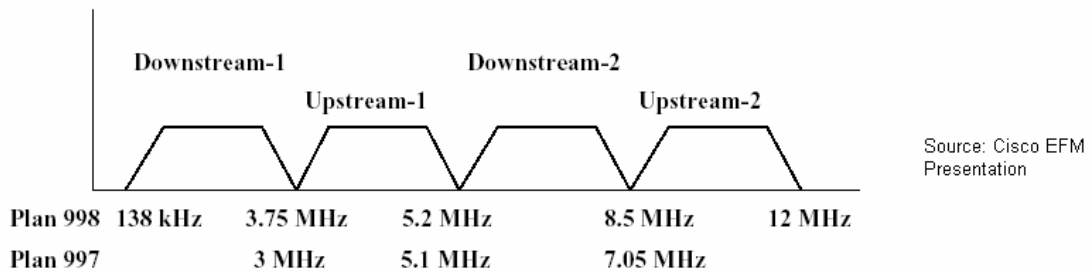 Downstream-1
Downstream-2
Upstream-1
Upstream-2
Source: Cisco EFM
Presentation
Plan 998 138 kHz 3.75 MHz 5.2 MHz 8.5 MHz 12 MHz
Plan 997 3 MHz 5.1 MHz 7.05 MHz